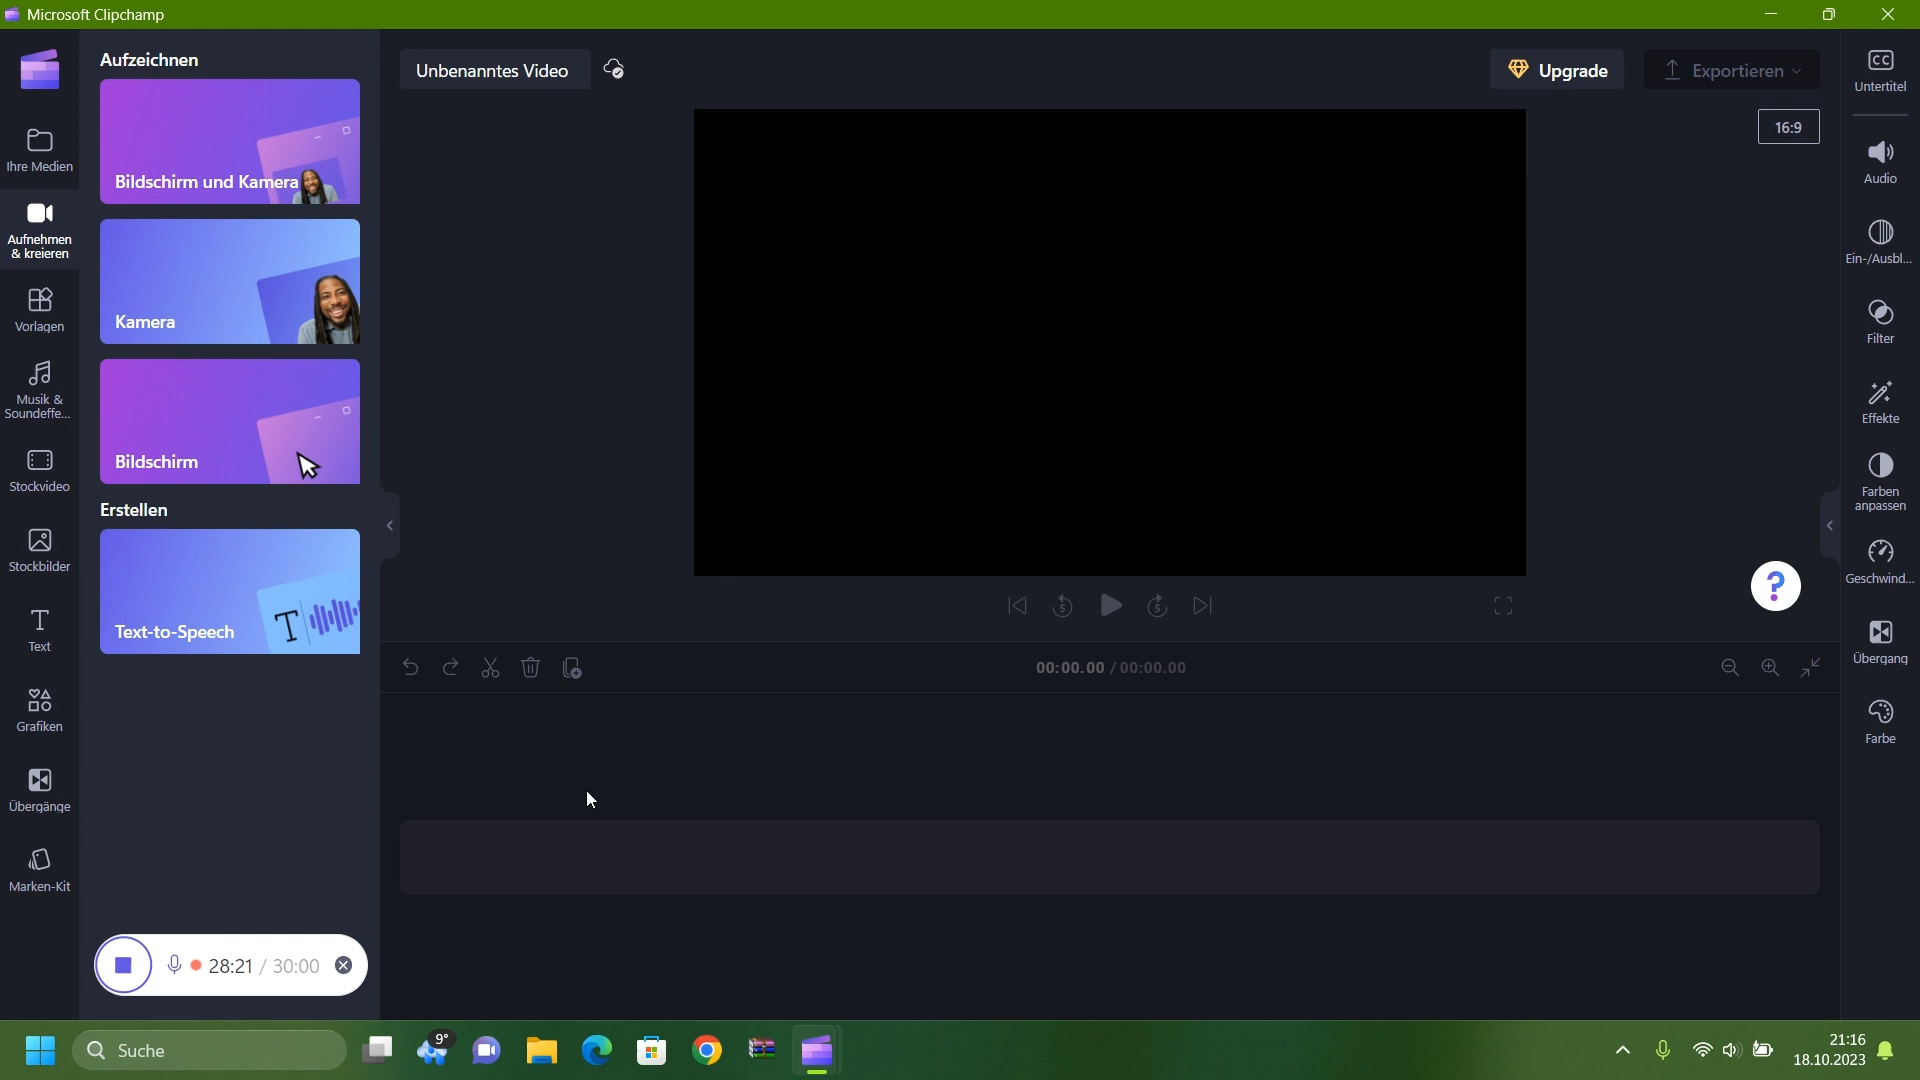 Microsoft Clipchamp
Aufzeichnen
Bildschirm und Kamera
Kamera
Bildschirm
Erstellen
Text-to-Speech
T
Ihre Medien
Aufnehmen
& kreieren
Vorlagen
Musik &
Soundeffe...
Stockvideo
Stockbilder
Text
Grafiken
Übergänge
Marken-Kit
28:21 / 30:00
Unbenanntes Video
Upgrade
Exportieren
16:9
5
5
?
00:00.00 / 00:00.00
CC
Untertitel
Audio
Ein-/Ausbl...
Filter
Effekte
Farben
anpassen
Geschwind...
Übergang
Farbe
Suche
9°
21:16
18.10.2023